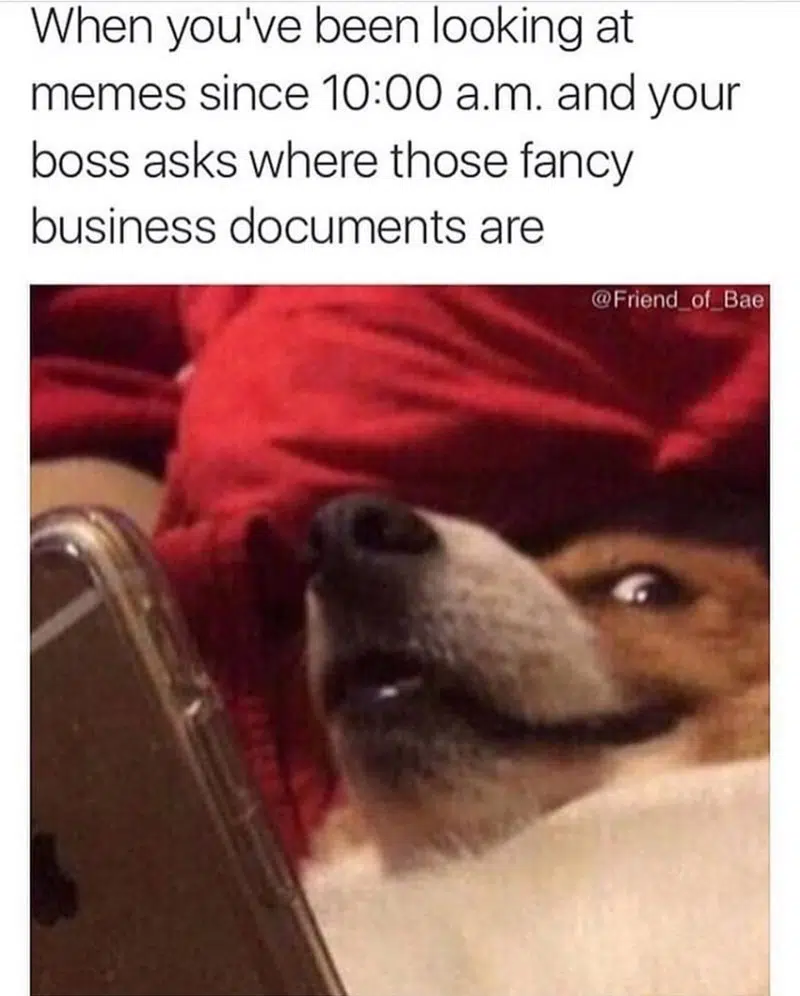 When you've been looking at
memes since 10:00 a.m. and your
boss asks where those fancy
business documents are
@Friend_of_Bae